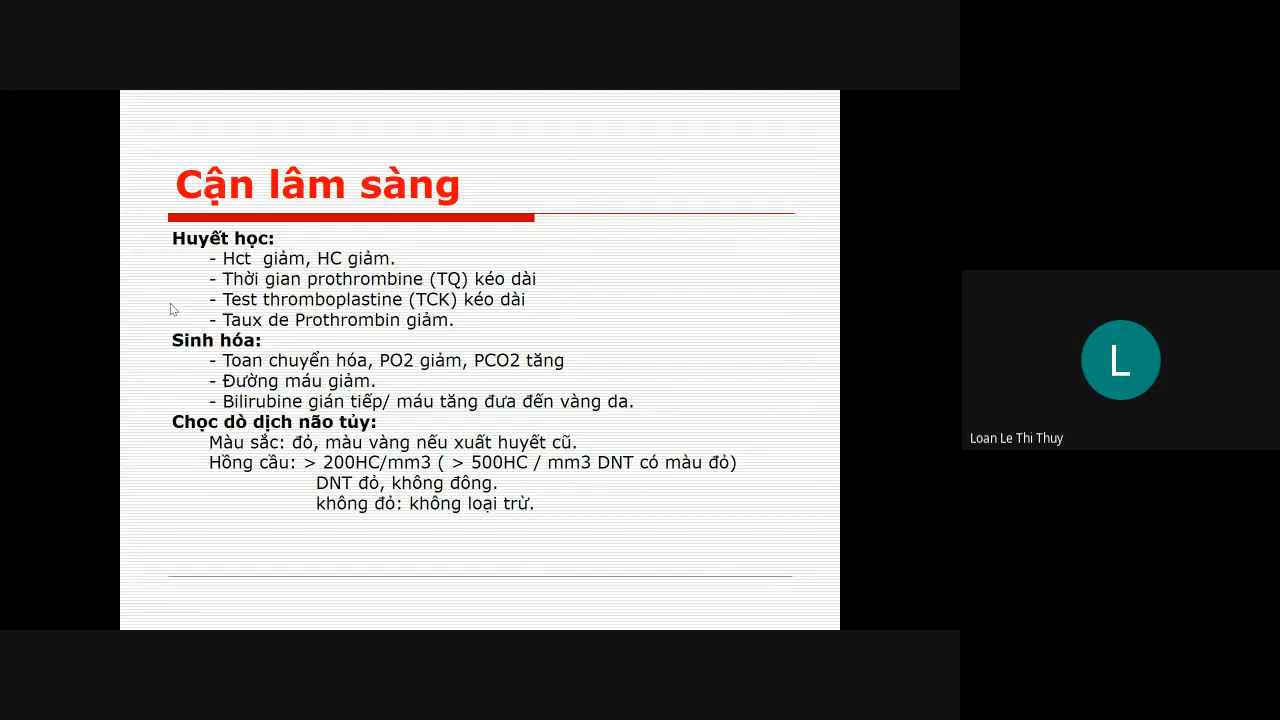 Cận lâm sàng
Huyết học:
- Hct giảm, HC giảm.
- Thời gian prothrombine (TQ) kéo dài
- Test thromboplastine (TCK) kéo dài
- Taux de Prothrombin giảm.
Sinh hóa:
- Toan chuyển hóa, PO2 giảm, PCO2 tăng
- Đường máu giảm.
- Bilirubine gián tiếp/ máu tăng đưa đến vàng da.
Chọc dò dịch não tủy:
Màu sắc: đỏ, màu vàng nếu xuất huyết cũ.
Hồng cầu: > 200HC/mm3 ( > 500HC / mm3 DNT có màu đỏ)
DNT đỏ, không đông.
không đỏ: không loại trừ.
L
Loan Le Thi Thuy